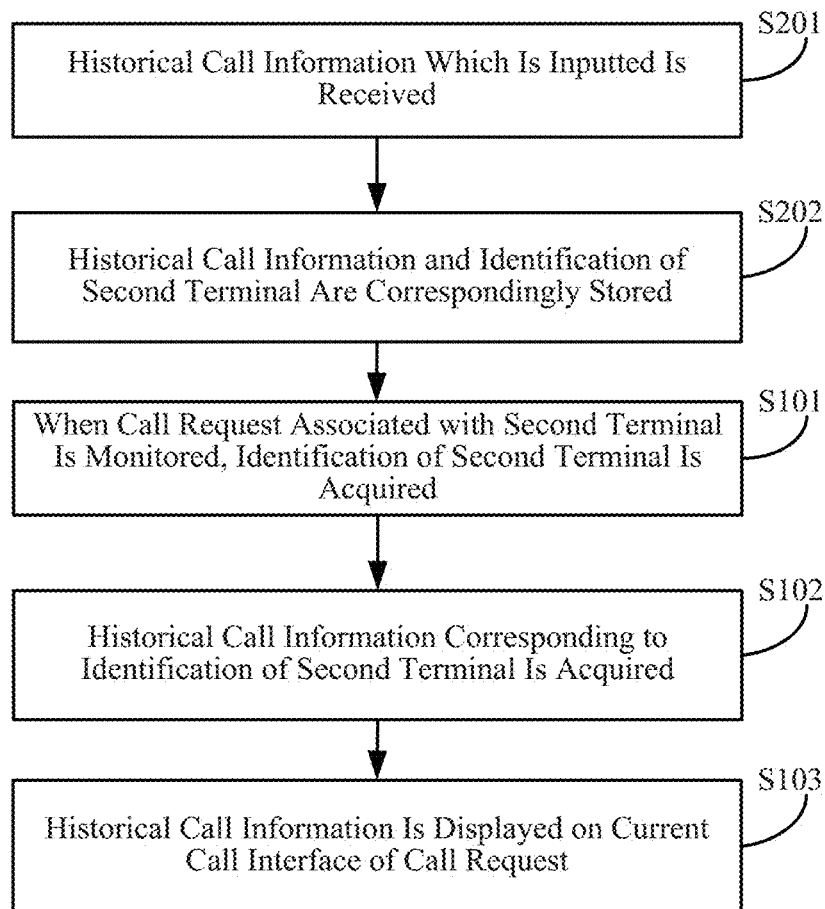 S201
Historical Call Information Which Is Inputted Is
Received
S202
Historical Call Information and Identification of
Second Terminal Are Correspondingly Stored
S101
When Call Request Associated with Second Terminal
Is Monitored, Identification of Second Terminal Is
Acquired
S102
Historical Call Information Corresponding to
Identification of Second Terminal Is Acquired
S103
Historical Call Information Is Displayed on Current
Call Interface of Call Request